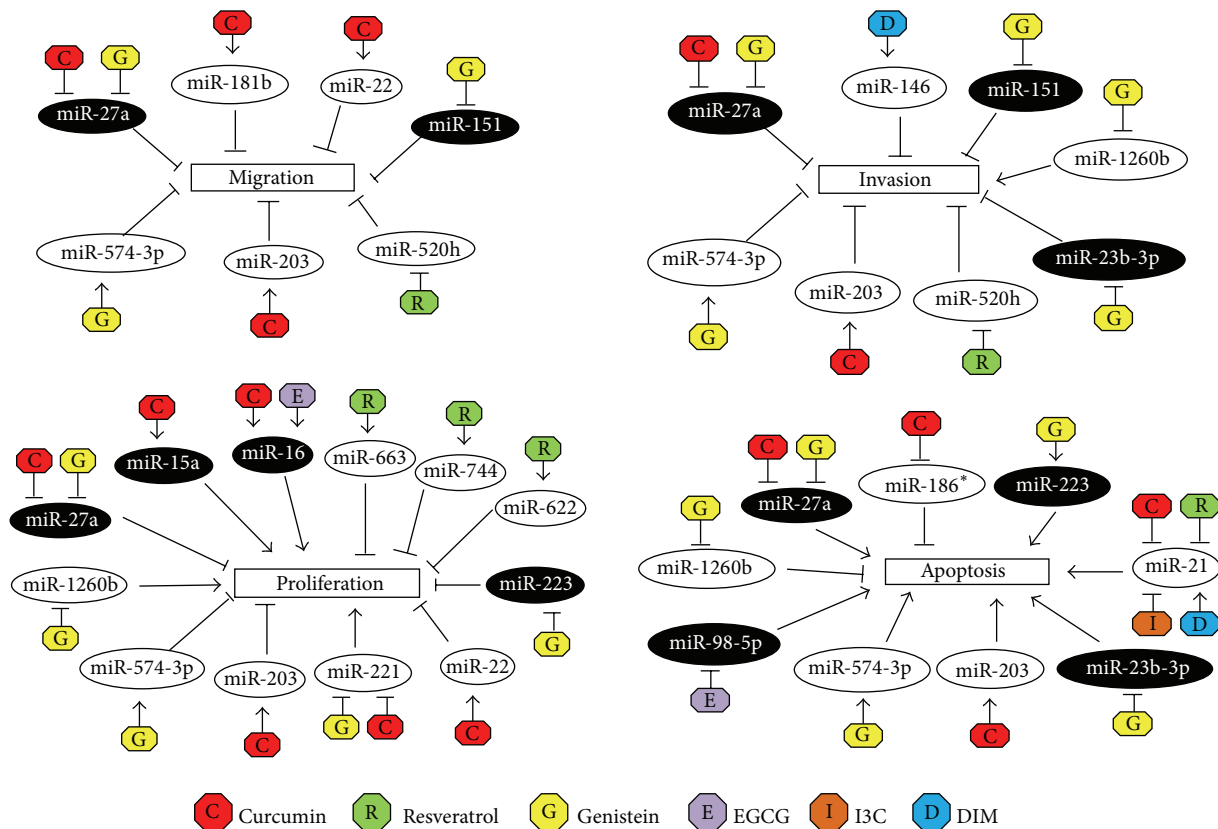 C
G
miR-27a
C
miR-181b
C
miR-22
G
miR-151
Migration
miR-574-3p
G
miR-203
C
miR-520h
R
C
G
miR-27a
D
miR-146
G
miR-151
G
miR-1260b
Invasion
miR-574-3p
G
miR-203
C
miR-520h
R
miR-23b-3p
G
C
G
miR-27a
C
miR-15a
C
E
miR-16
R
miR-663
R
miR-744
R
miR-622
miR-1260b
G
Proliferation
miR-223
G
miR-574-3p
G
miR-203
C
miR-221
G
C
miR-22
C
G
miR-1260b
C
G
miR-27a
C
miR-186*
G
miR-223
C
R
miR-21
I
D
Apoptosis
miR-98-5p
E
miR-574-3p
G
miR-203
C
miR-23b-3p
G
C Curcumin
R Resveratrol
G Genistein
E EGCG
I I3C
D DIM